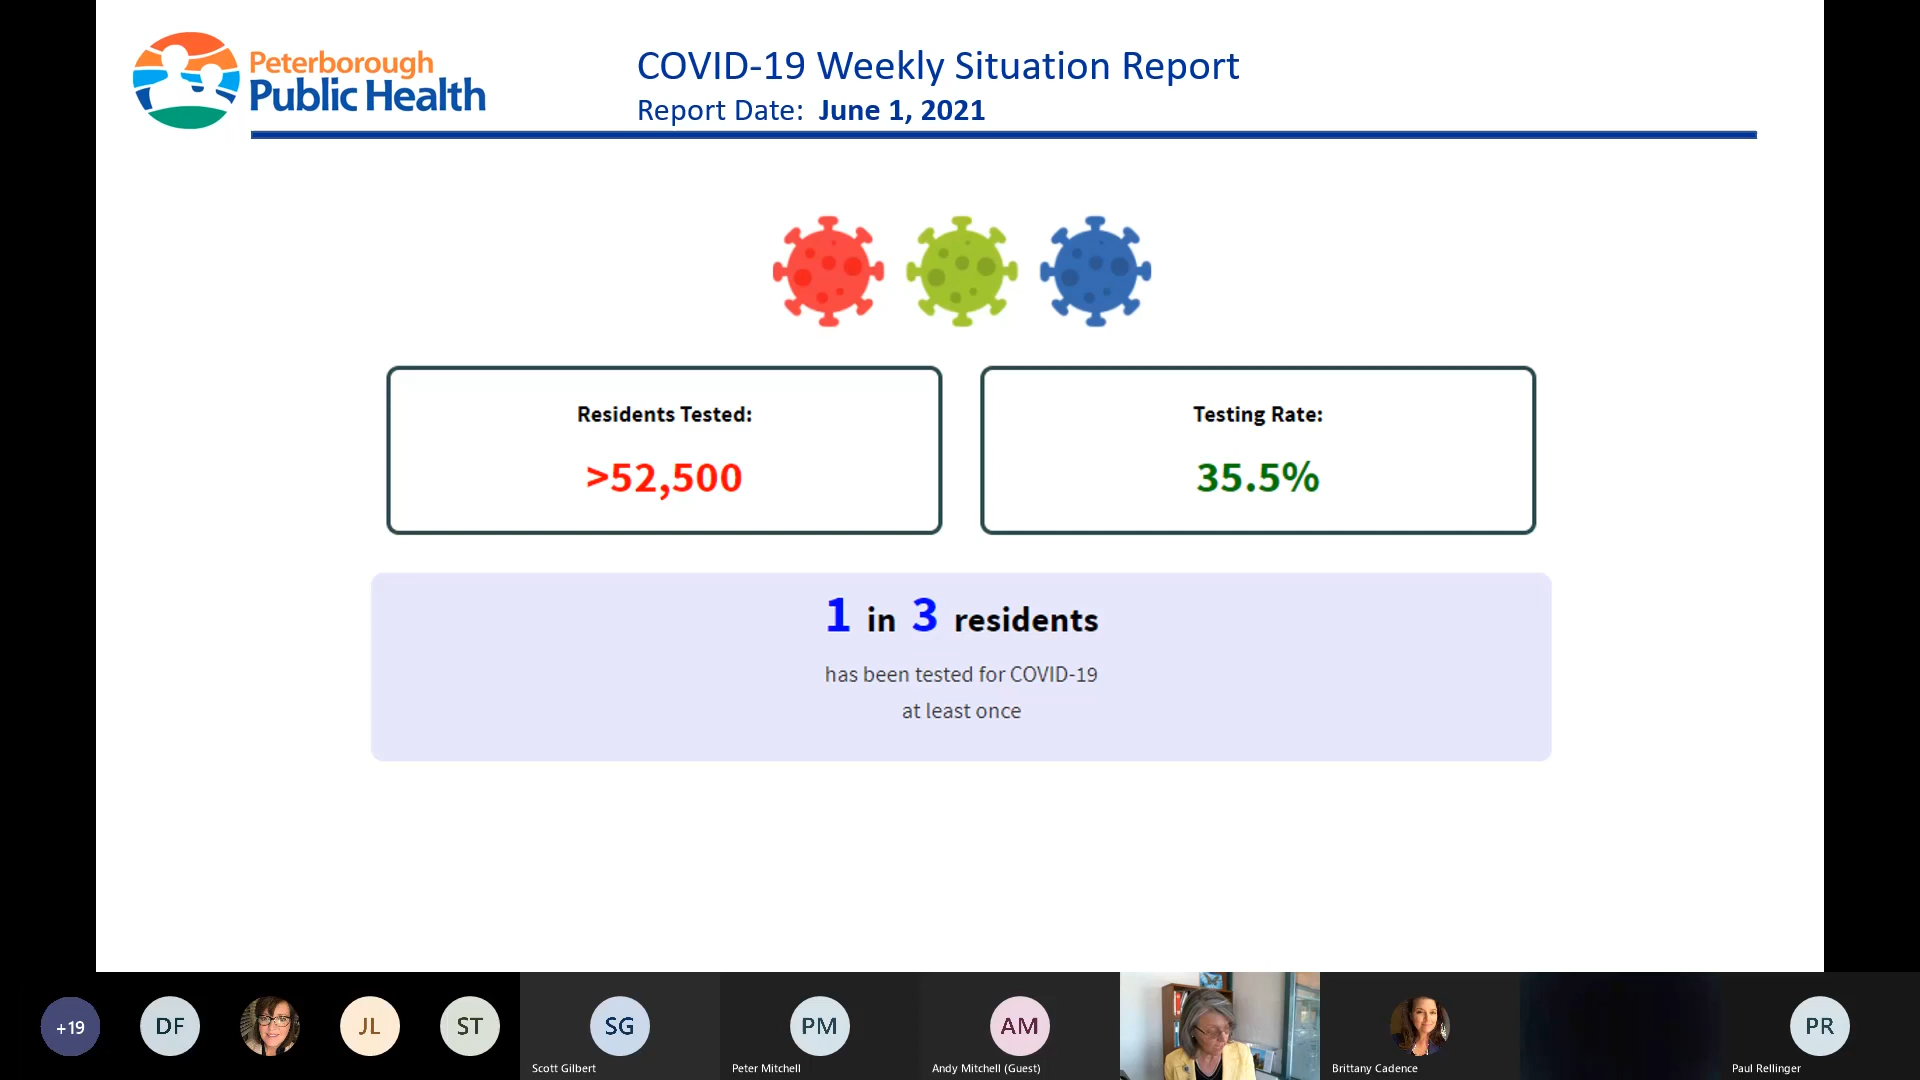 Peterborough
Public Health
COVID-19 Weekly Situation Report
Report Date: June 1, 2021
Residents Tested:
>52,500
Testing Rate:
35.5%
1 in 3 residents
has been tested for COVID-19
at least once
+19
DF
JL
ST
SG
Scott Gilbert
PM
Peter Mitchell
AM
Andy Mitchell (Guest)
Brittany Cadence
PR
Paul Rellinger